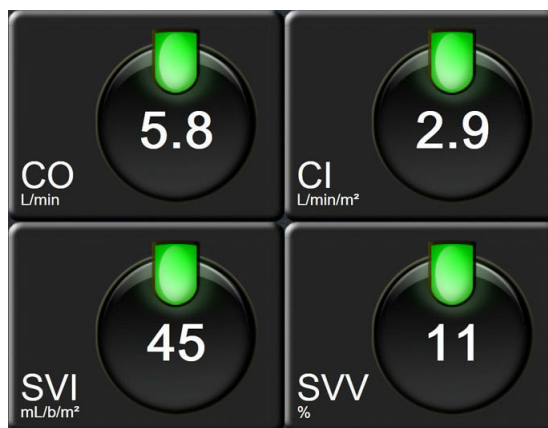 5.8
CO
L/min
2.9
CI
L/min/m²
45
SVI
mL/b/m²
11
SVV
%